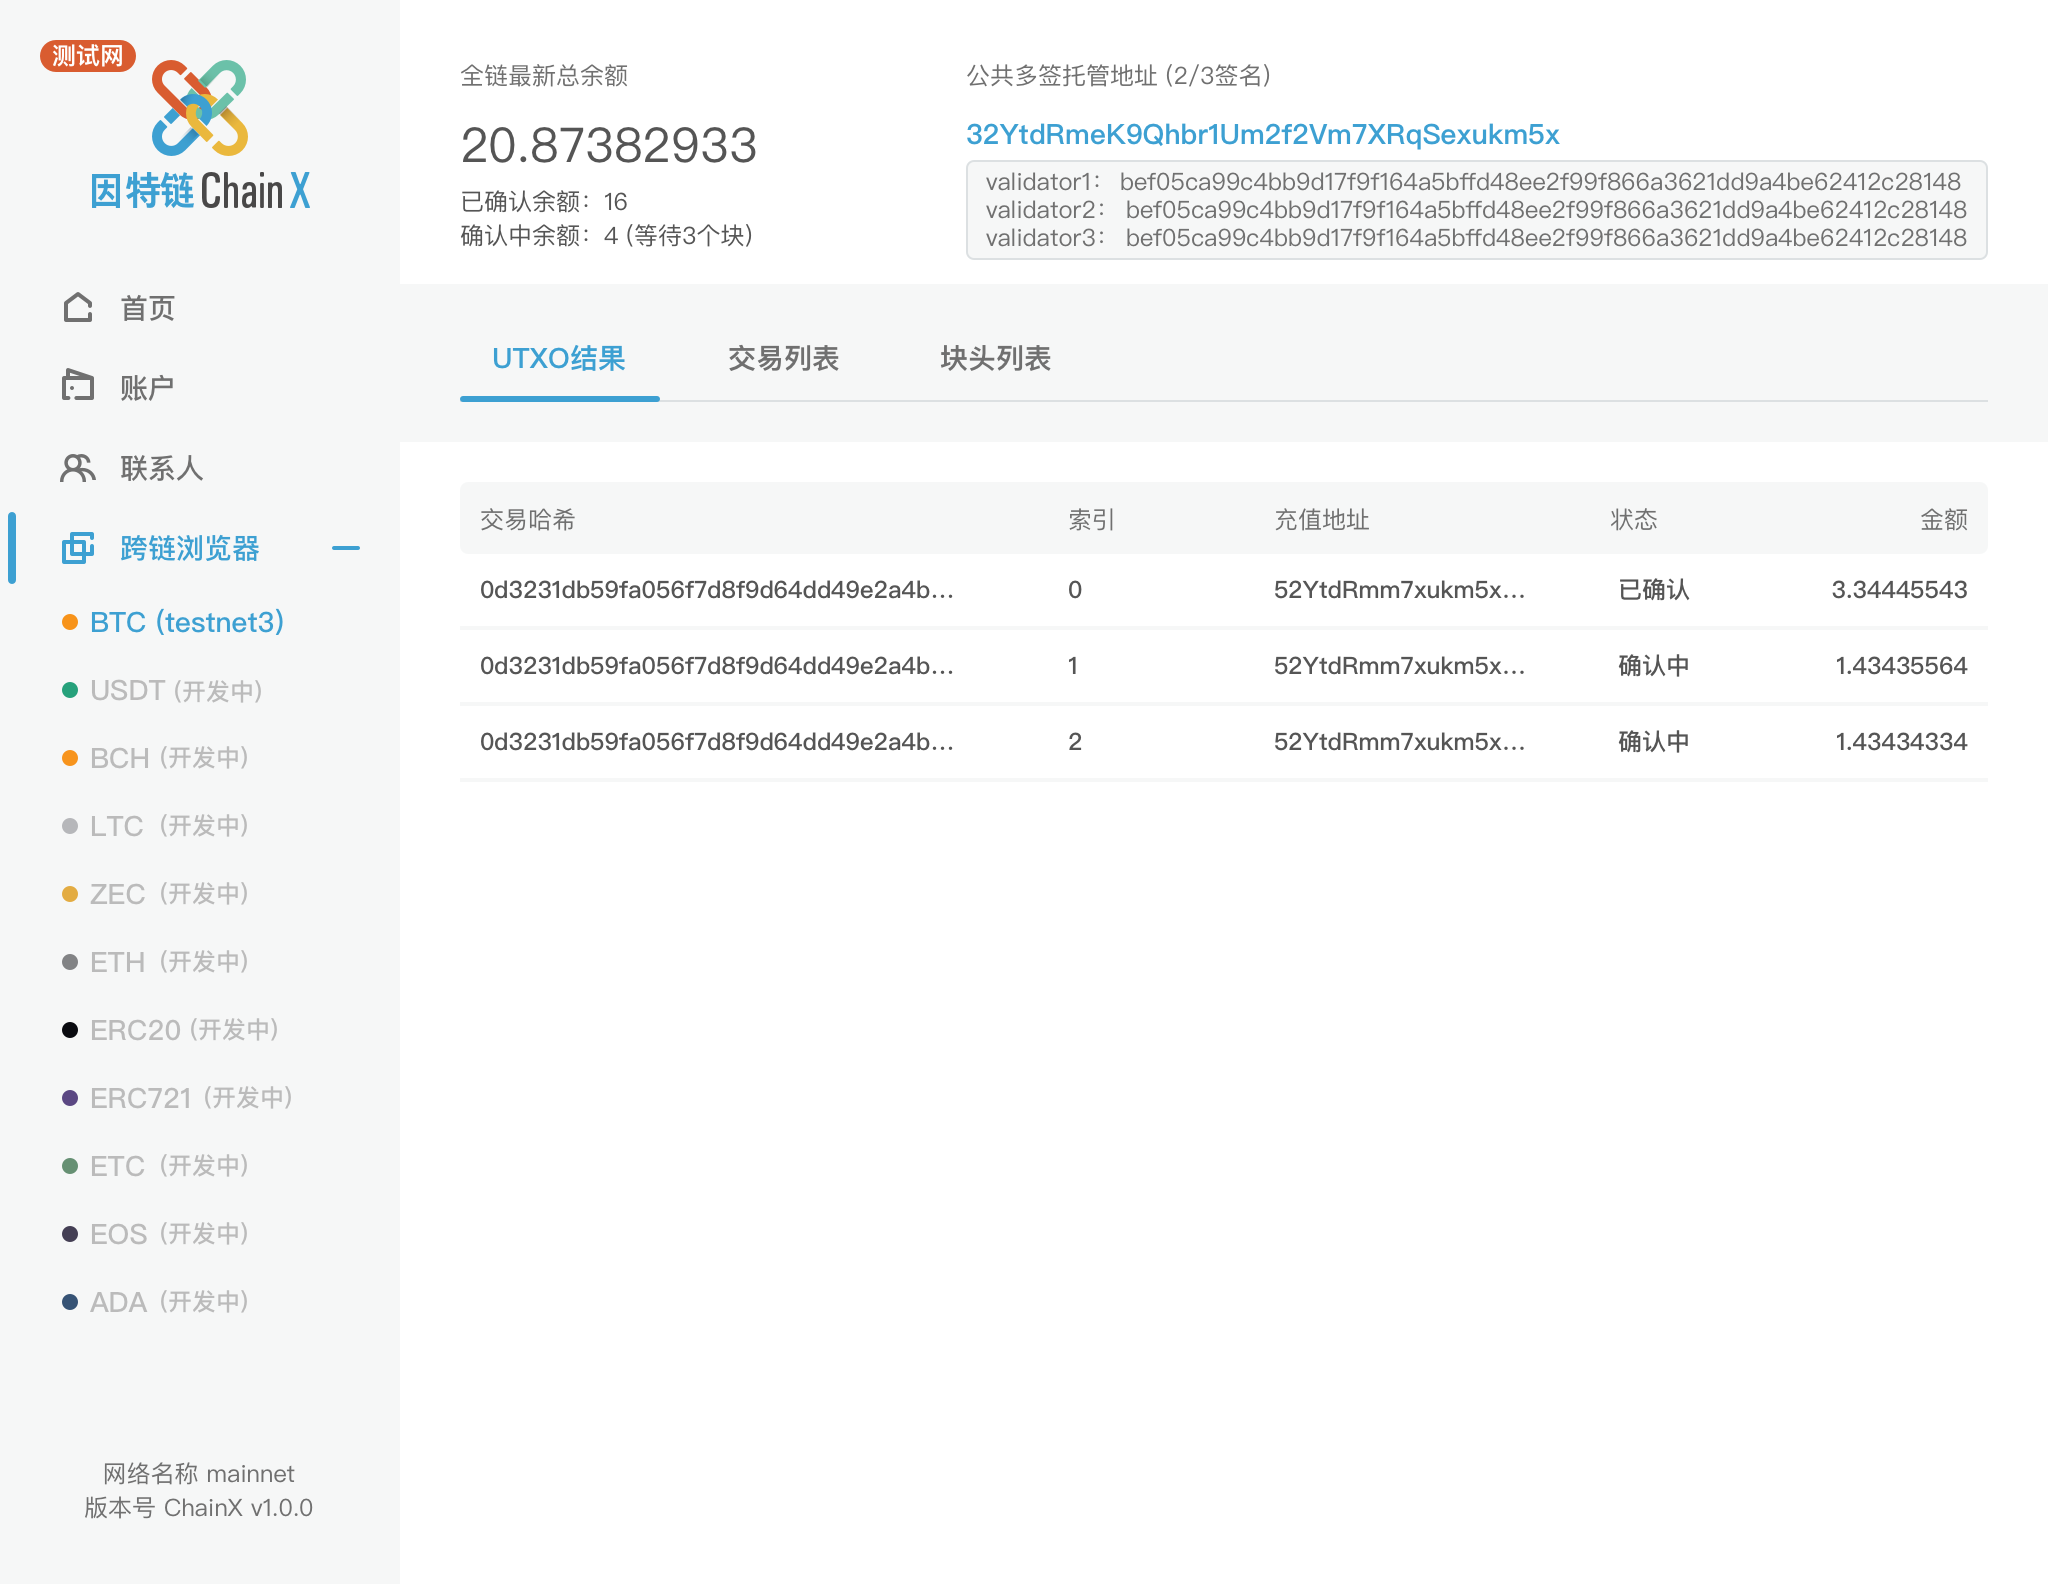 测试网
因特链 ChainX
首页
账户
联系人
跨链浏览器
BTC (testnet3)
USDT (开发中)
BCH (开发中)
LTC (开发中)
ZEC (开发中)
ETH (开发中)
ERC20 (开发中)
ERC721 (开发中)
ETC (开发中)
EOS (开发中)
ADA (开发中)
网络名称 mainnet
版本号 ChainX v1.0.0
全链最新总余额
20.87382933
已确认余额：16
确认中余额：4 (等待3个块)
公共多签托管地址 (2/3签名)
32YtdRmeK9Qhbr1Um2f2Vm7XRqSexukm5x
validator1： bef05ca99c4bb9d17f9f164a5bffd48ee2f99f866a3621dd9a4be62412c28148
validator2： bef05ca99c4bb9d17f9f164a5bffd48ee2f99f866a3621dd9a4be62412c28148
validator3： bef05ca99c4bb9d17f9f164a5bffd48ee2f99f866a3621dd9a4be62412c28148
UTXO结果 交易列表 块头列表
交易哈希 索引 充值地址 状态 金额
0d3231db59fa056f7d8f9d64dd49e2a4b... 0 52YtdRmm7xukm5x... 已确认 3.34445543
0d3231db59fa056f7d8f9d64dd49e2a4b... 1 52YtdRmm7xukm5x... 确认中 1.43435564
0d3231db59fa056f7d8f9d64dd49e2a4b... 2 52YtdRmm7xukm5x... 确认中 1.43434334